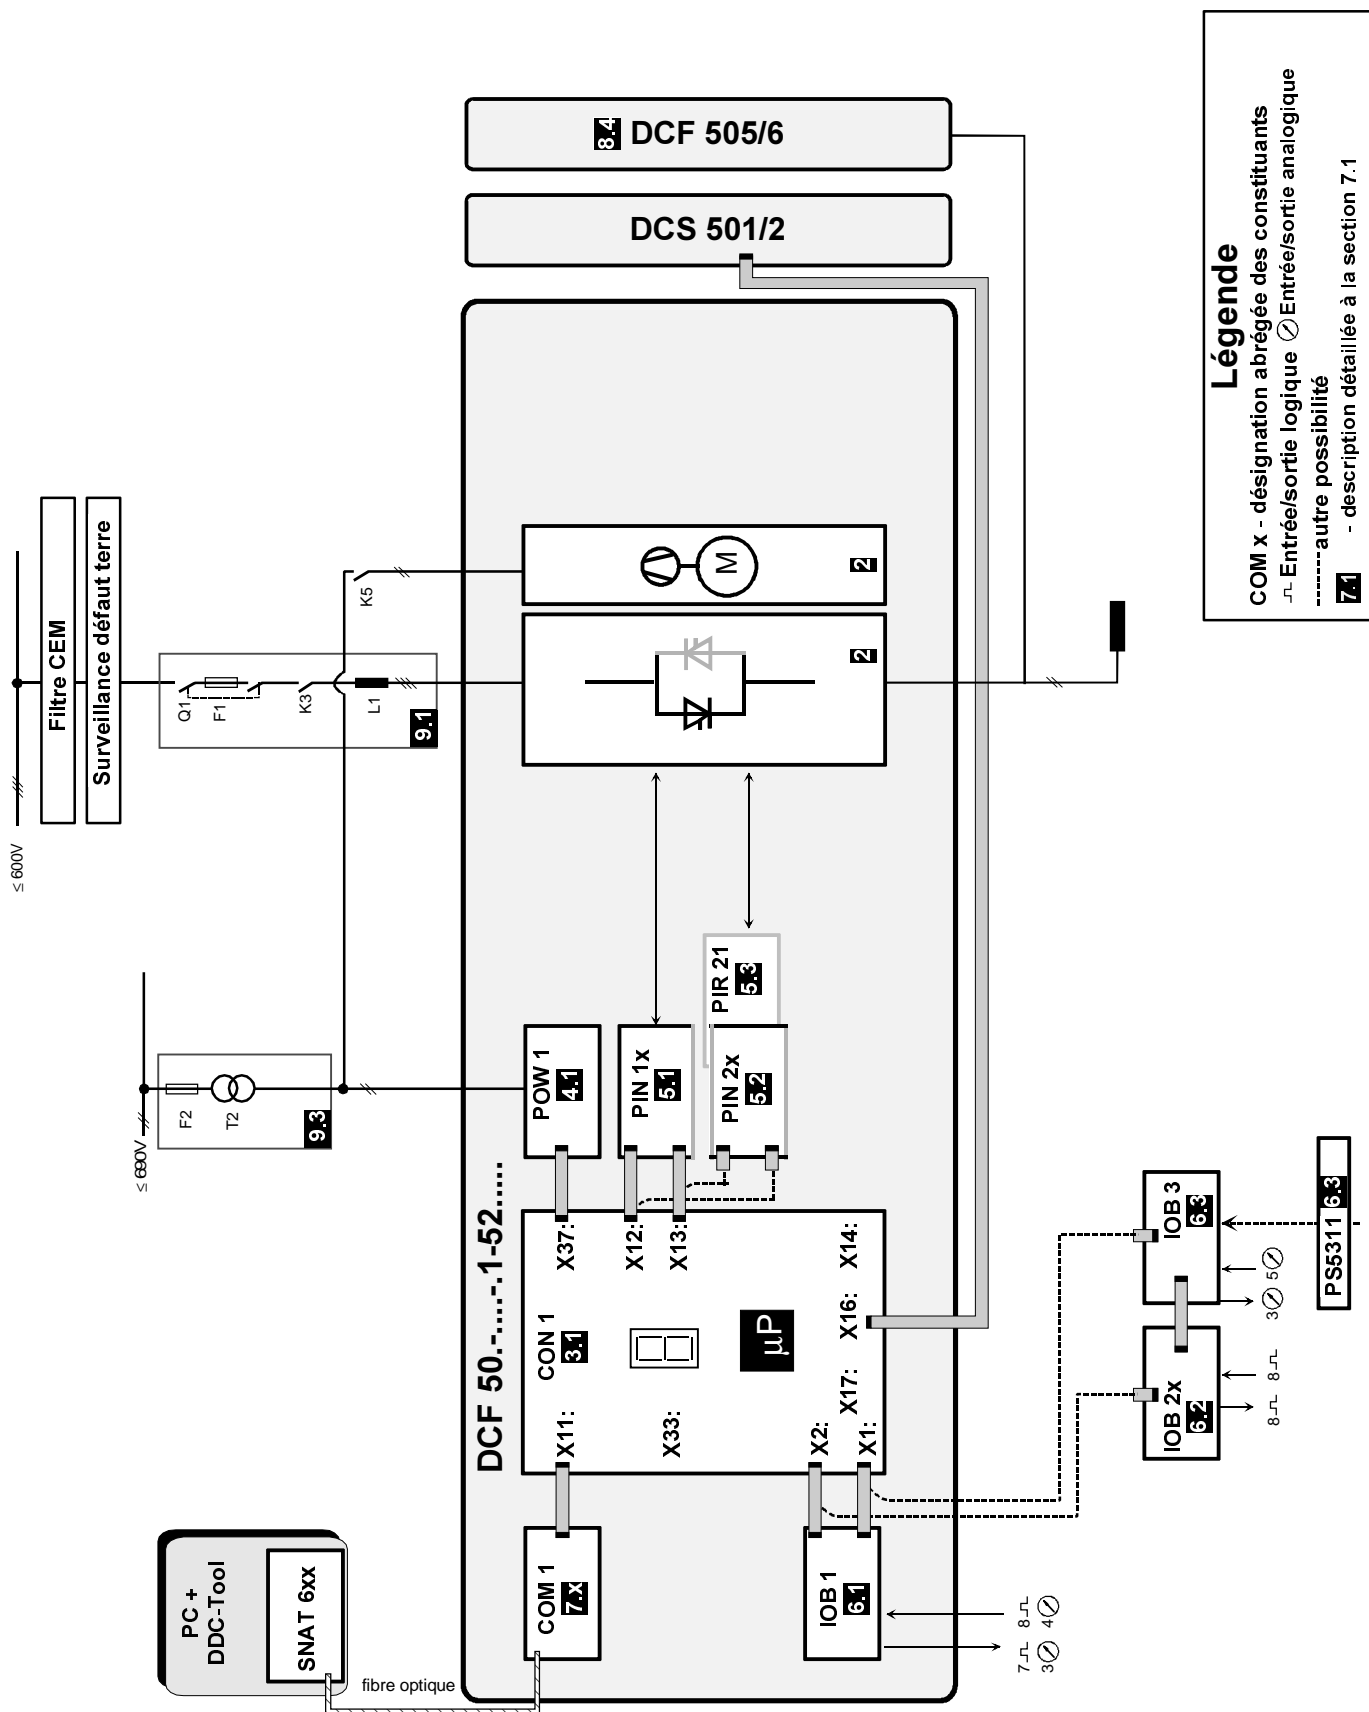 ≤ 600V
Filtre CEM
Surveillance défaut terre
Q1
F1
K3
L1
9.1
K5
≤ 690V
F2
T2
9.3
8.4 DCF 505/6
DCS 501/2
2
M
2
DCF 50.-....-.1-52.....
POW 1
4.1
PIN 1x
5.1
PIN 2x
5.2
PIR 21
5.3
CON 1
3.1
µP
X11:
X33:
X37:
X12:
X13:
X2:
X1:
X17:
X16:
X14:
COM 1
7.x
IOB 1
6.1
7
8
3
4
PC +
DDC-Tool
SNAT 6xx
fibre optique
IOB 2x
6.2
8
8
IOB 3
6.3
3
5
PS5311 6.3
Légende
COM x - désignation abrégée des constituants
Entrée/sortie logique Entrée/sortie analogique
autre possibilité
7.1 - description détaillée à la section 7.1